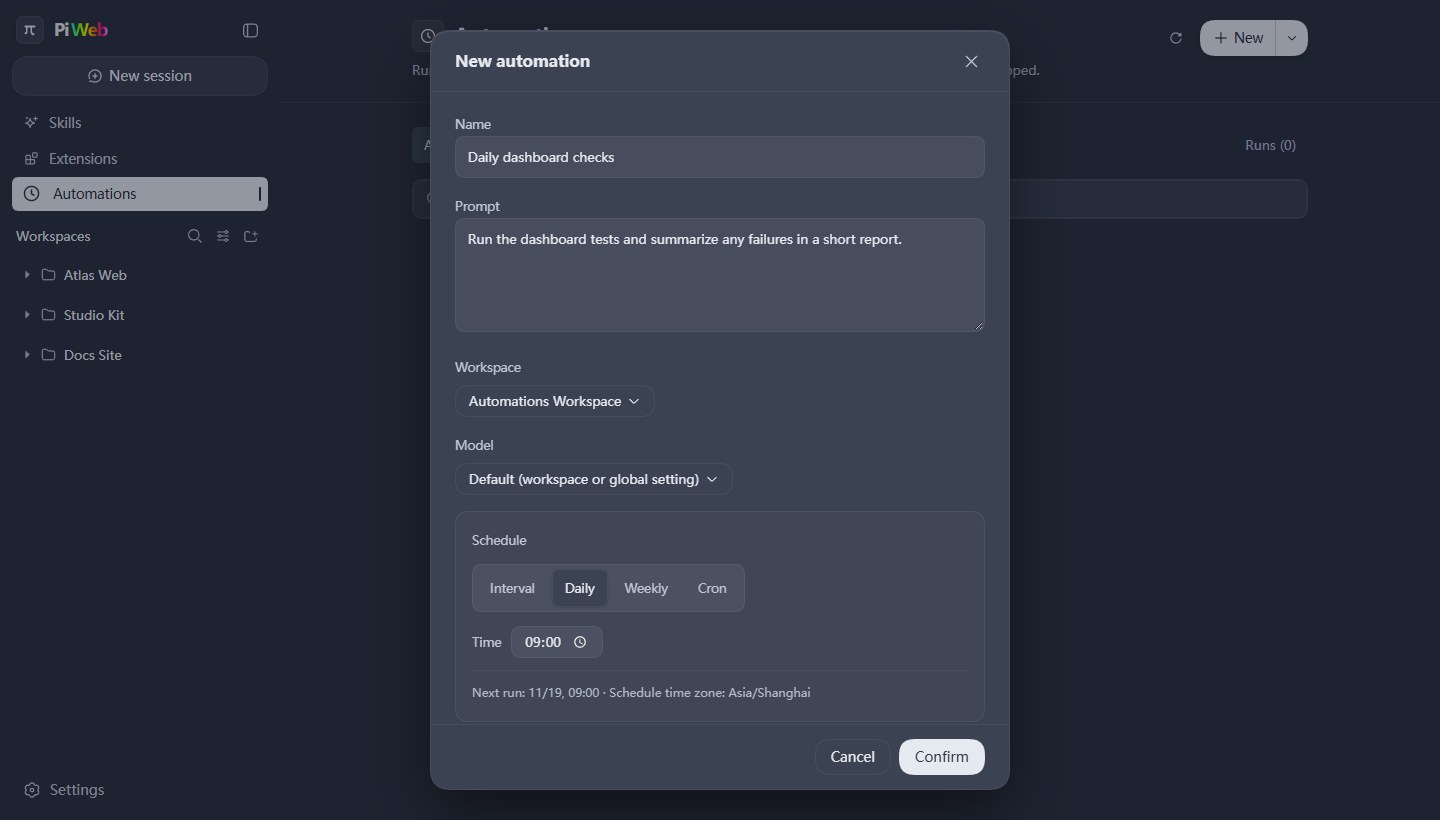 π PiWeb
New session
Skills
Extensions
Automations
Workspaces
Atlas Web
Studio Kit
Docs Site
Settings
New
Runs (0)
New automation
Name
Daily dashboard checks
Prompt
Run the dashboard tests and summarize any failures in a short report.
Workspace
Automations Workspace
Model
Default (workspace or global setting)
Schedule
Interval Daily Weekly Cron
Time 09:00
Next run: 11/19, 09:00 · Schedule time zone: Asia/Shanghai
Cancel Confirm